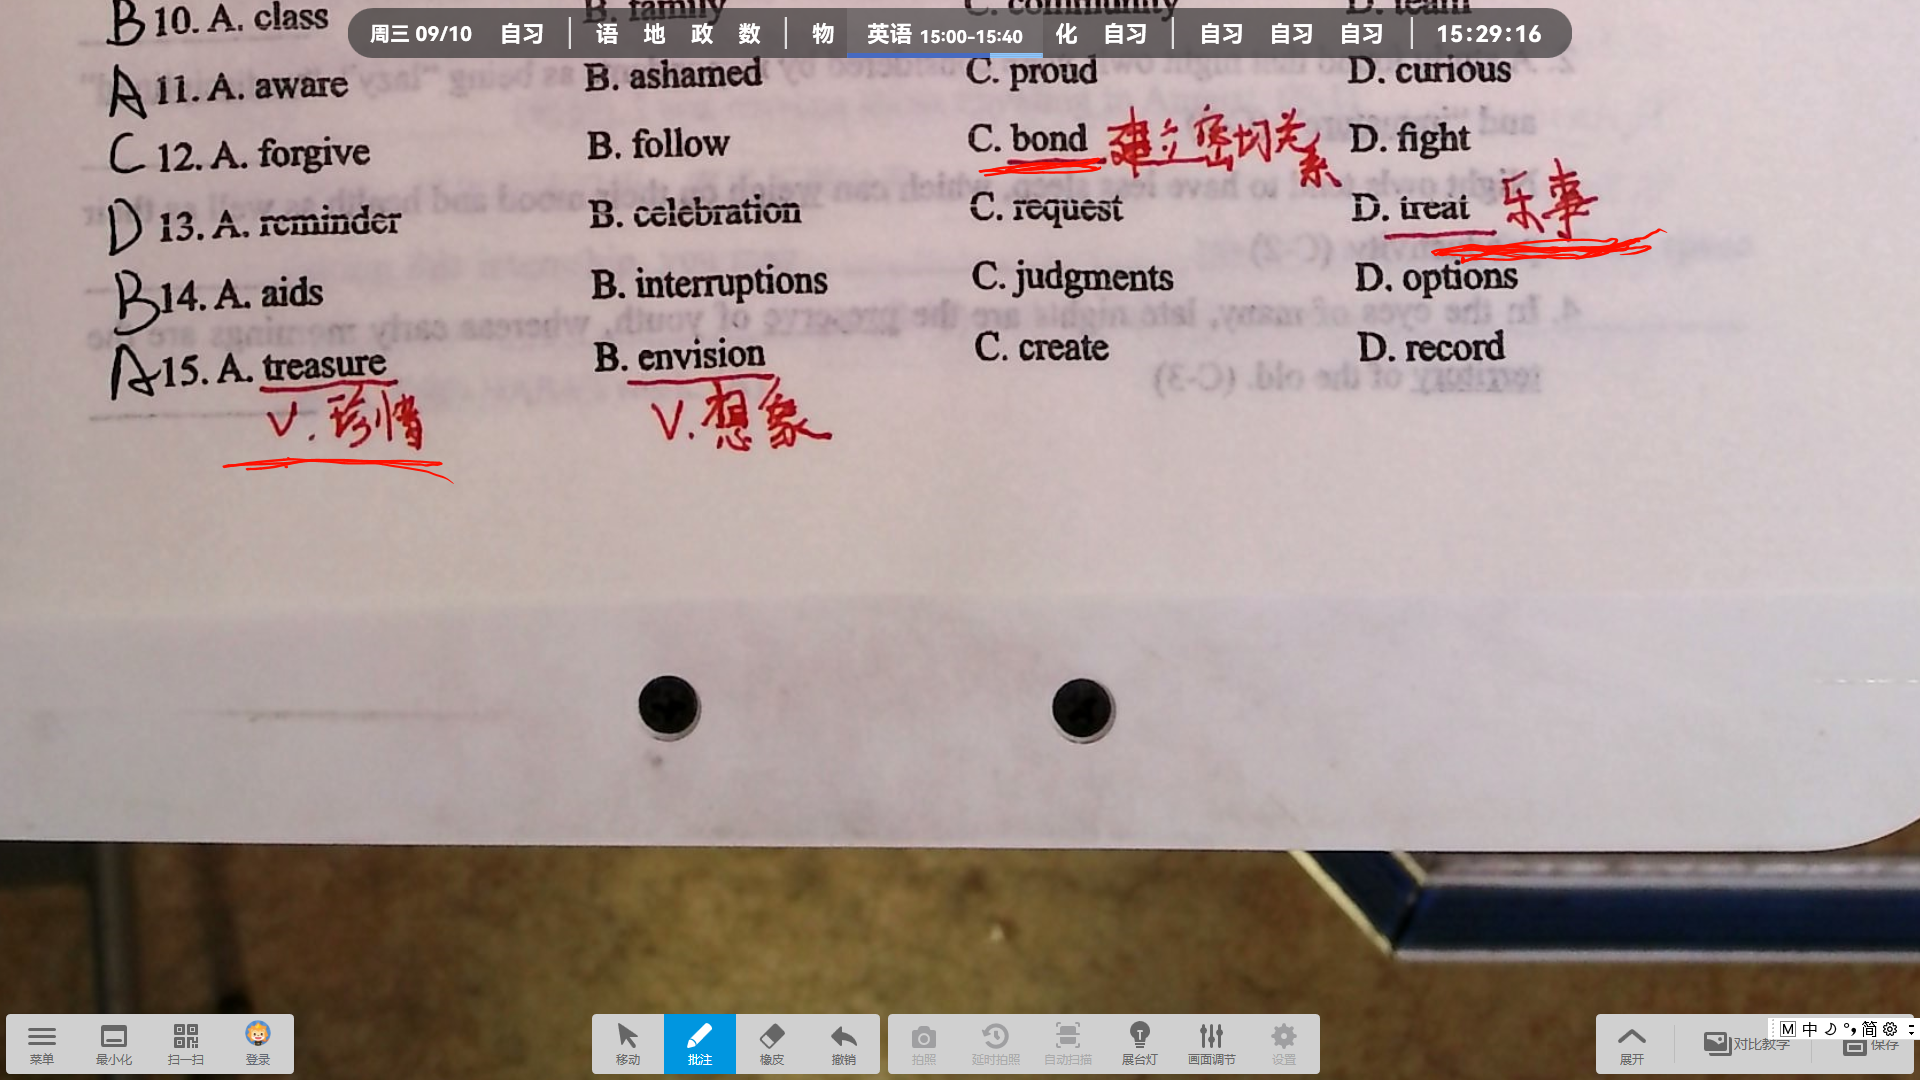 B 10. A. class B. family C. community D. team
周三 09/10 自习 语 地 政 数 物 英语 15:00-15:40 化 自习 自习 自习 自习 15:29:16
A 11. A. aware B. ashamed C. proud D. curious
C 12. A. forgive B. follow C. bond 建立密切关系 D. fight
D 13. A. reminder B. celebration C. request D. treat 乐事
B 14. A. aids B. interruptions C. judgments D. options
A 15. A. treasure B. envision C. create D. record
V. 珍惜 V. 想象
菜单 最小化 扫一扫 登录 移动 批注 橡皮 撤销 拍照 延时拍照 自动扫描 展台灯 画面调节 设置 展开 对比教学 保存
M 中 简